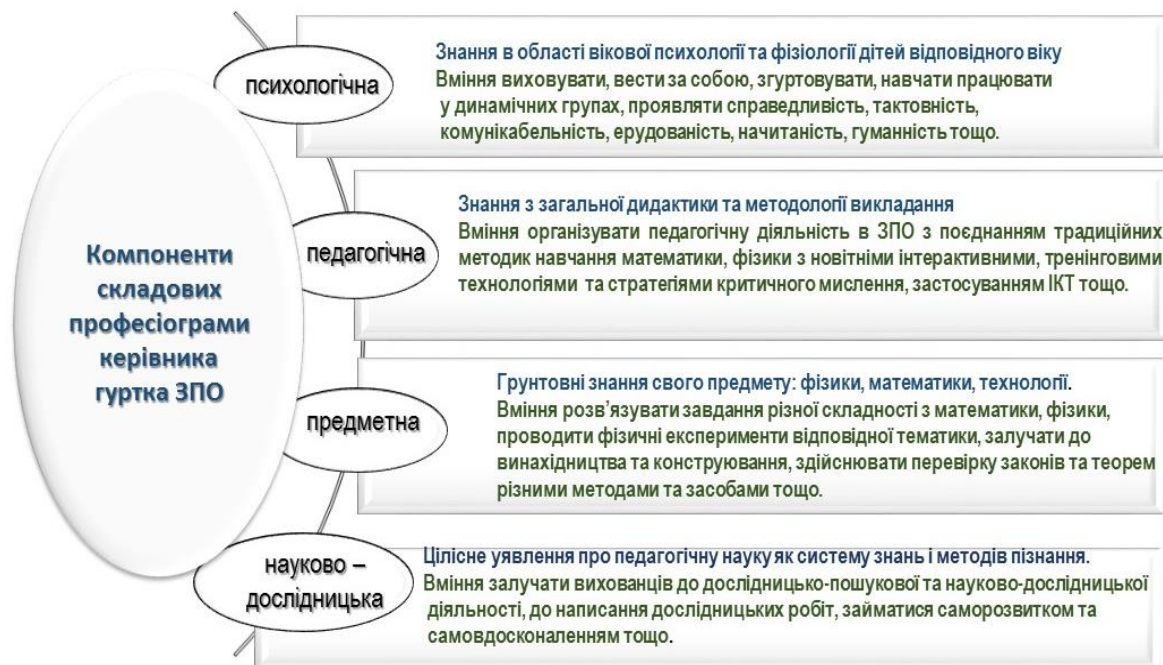 Компоненти
складових
професіограми
керівника
гуртка ЗПО
психологічна
Знання в області вікової психології та фізіології дітей відповідного віку
Вміння виховувати, вести за собою, згуртовувати, навчати працювати
у динамічних групах, проявляти справедливість, тактовність,
комунікабельність, ерудованість, начитаність, гуманність тощо.
педагогічна
Знання з загальної дидактики та методології викладання
Вміння організувати педагогічну діяльність в ЗПО з поєднанням традиційних
методик навчання математики, фізики з новітніми інтерактивними, тренінговими
технологіями та стратегіями критичного мислення, застосуванням ІКТ тощо.
предметна
Грунтовні знання свого предмету: фізики, математики, технології.
Вміння розв’язувати завдання різної складності з математики, фізики,
проводити фізичні експерименти відповідної тематики, залучати до
винахідництва та конструювання, здійснювати перевірку законів та теорем
різними методами та засобами тощо.
науково –
дослідницька
Цілісне уявлення про педагогічну науку як систему знань і методів пізнання.
Вміння залучати вихованців до дослідницько-пошукової та науково-дослідницької
діяльності, до написання дослідницьких робіт, займатися саморозвитком та
самовдосконаленням тощо.